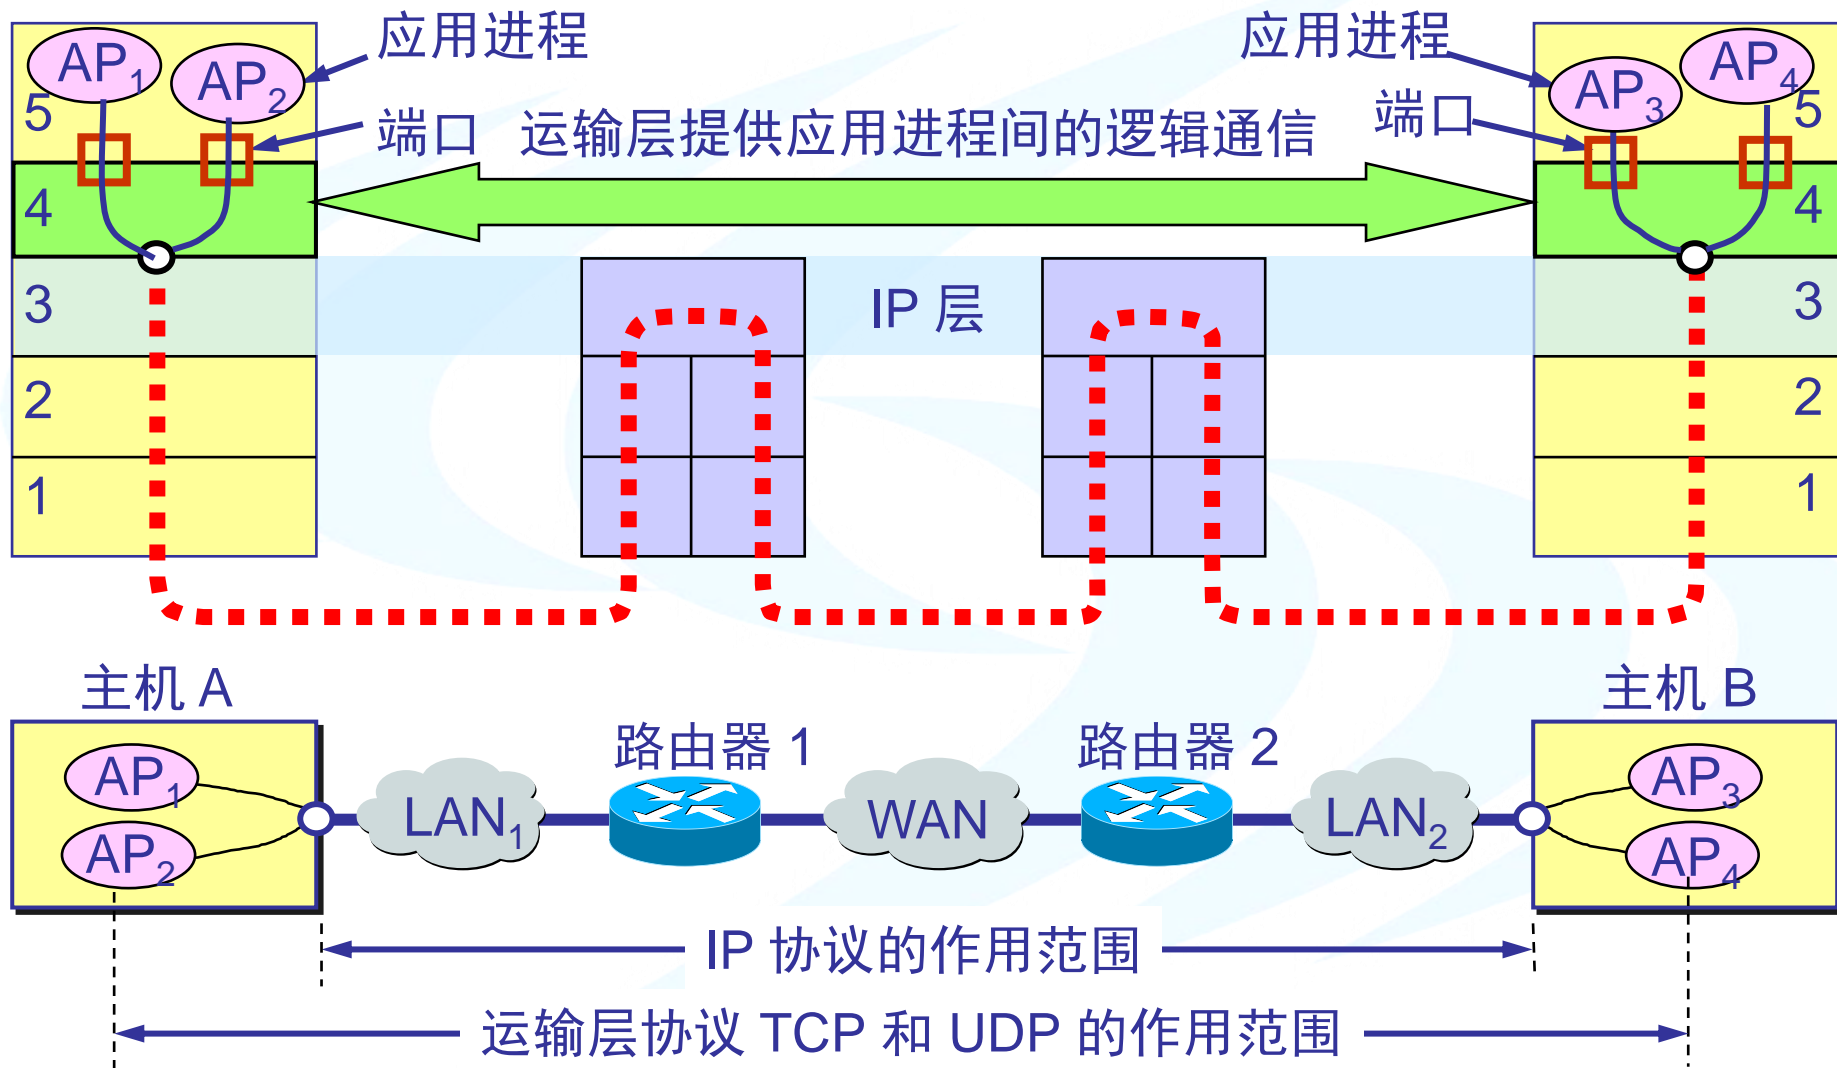 AP1
AP2
应用进程
应用进程
AP3
AP4
5
端口
运输层提供应用进程间的逻辑通信
端口
5
4
4
3
IP 层
3
2
2
1
1
主机 A
主机 B
AP1
AP2
LAN1
路由器 1
WAN
路由器 2
LAN2
AP3
AP4
IP 协议的作用范围
运输层协议 TCP 和 UDP 的作用范围